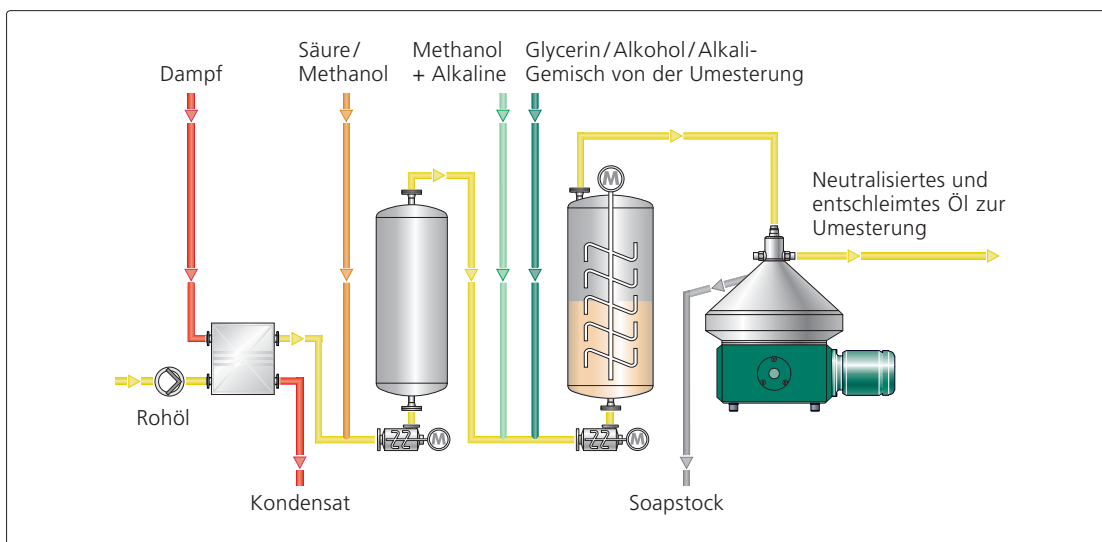 Dampf
Säure/
Methanol
Methanol
+ Alkaline
Glycerin/Alkohol/Alkali-
Gemisch von der Umesterung
M
Neutralisiertes und
entschleimtes Öl zur
Umesterung
Rohöl
M
M
Kondensat
Soapstock